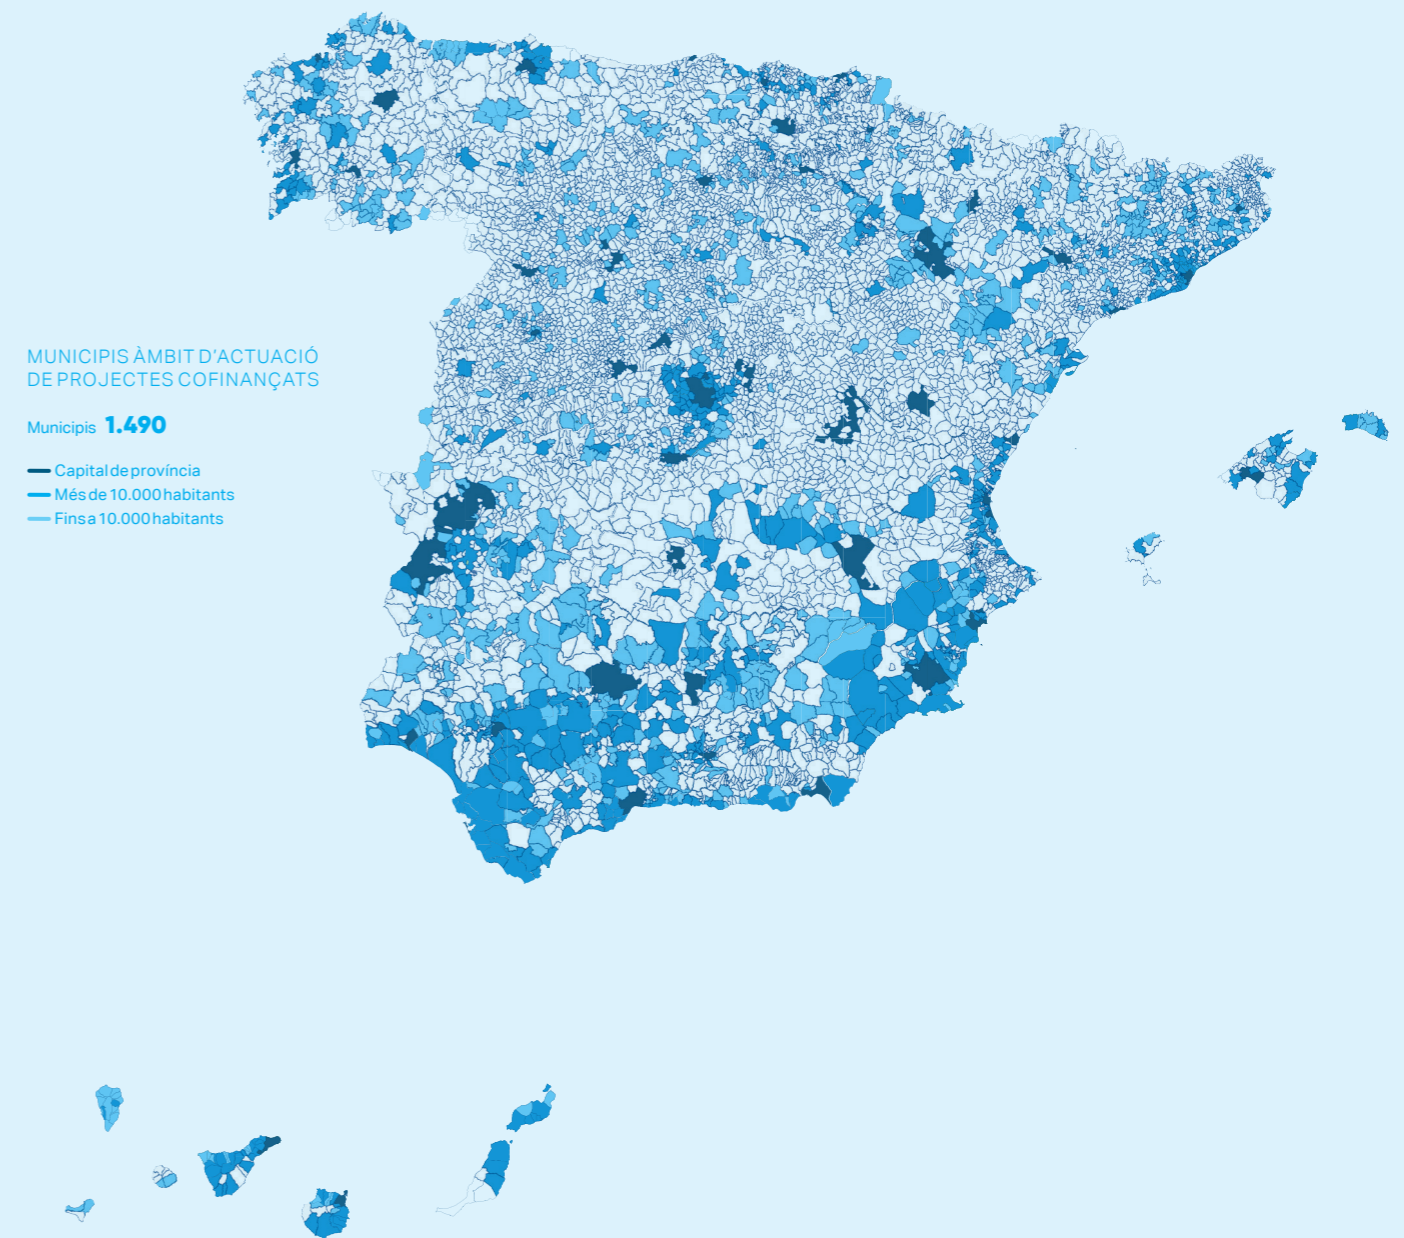 MUNICIPIS ÀMBIT D'ACTUACIÓ
DE PROJECTES COFINANÇATS
Municipis 1.490
Capital de província
Més de 10.000 habitants
Fins a 10.000 habitants